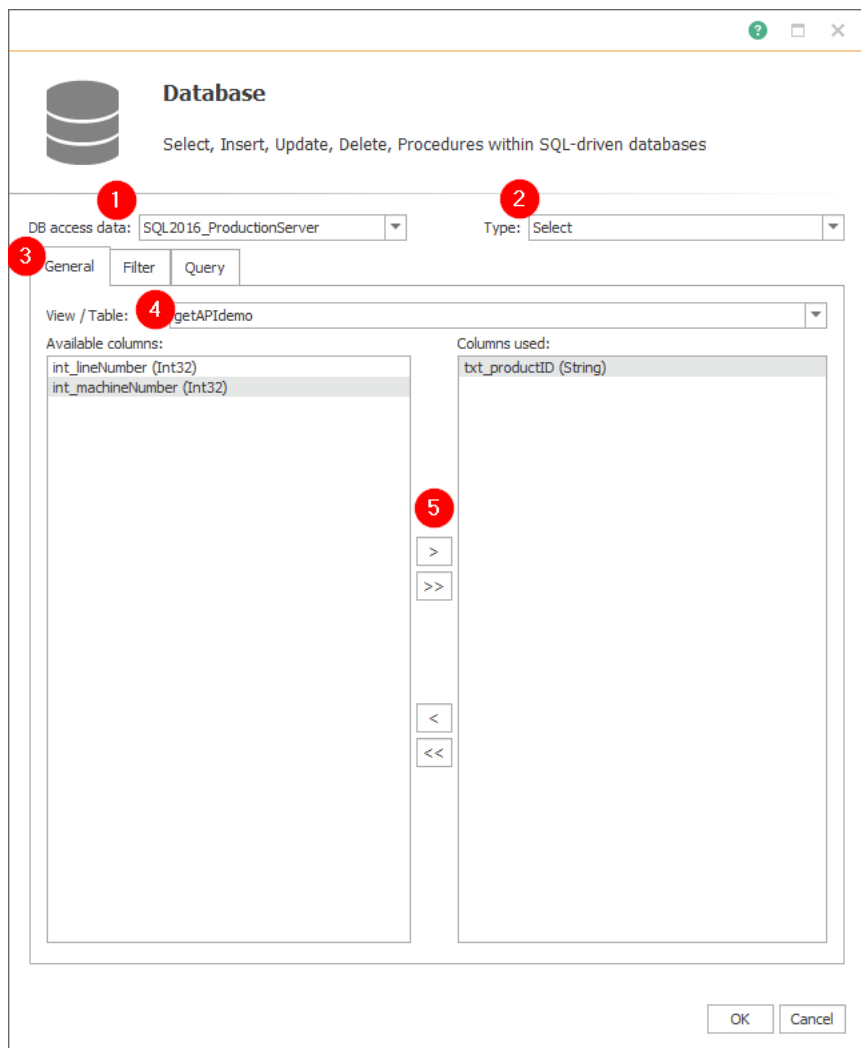 ?
Database
Select, Insert, Update, Delete, Procedures within SQL-driven databases
1
2
DB access data: SQL2016_ProductionServer Type: Select
3
General Filter Query
4
View / Table: getAPIdemo
Available columns: Columns used:
int_lineNumber (Int32) txt_productID (String)
int_machineNumber (Int32)
5
>
>>
<
<<
OK Cancel